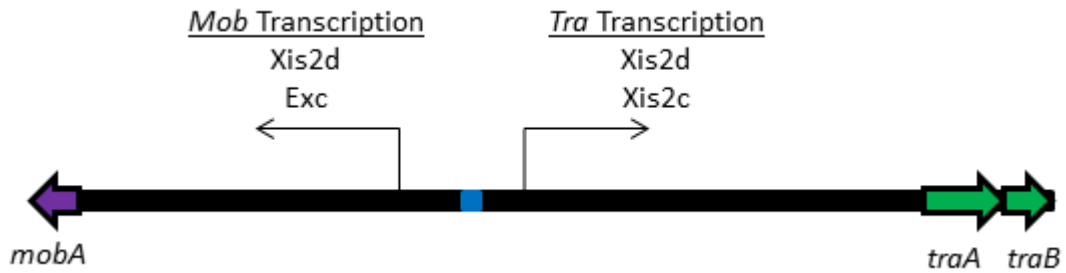 Mob Transcription
Xis2d
Exc
Tra Transcription
Xis2d
Xis2c
mobA
traA
traB